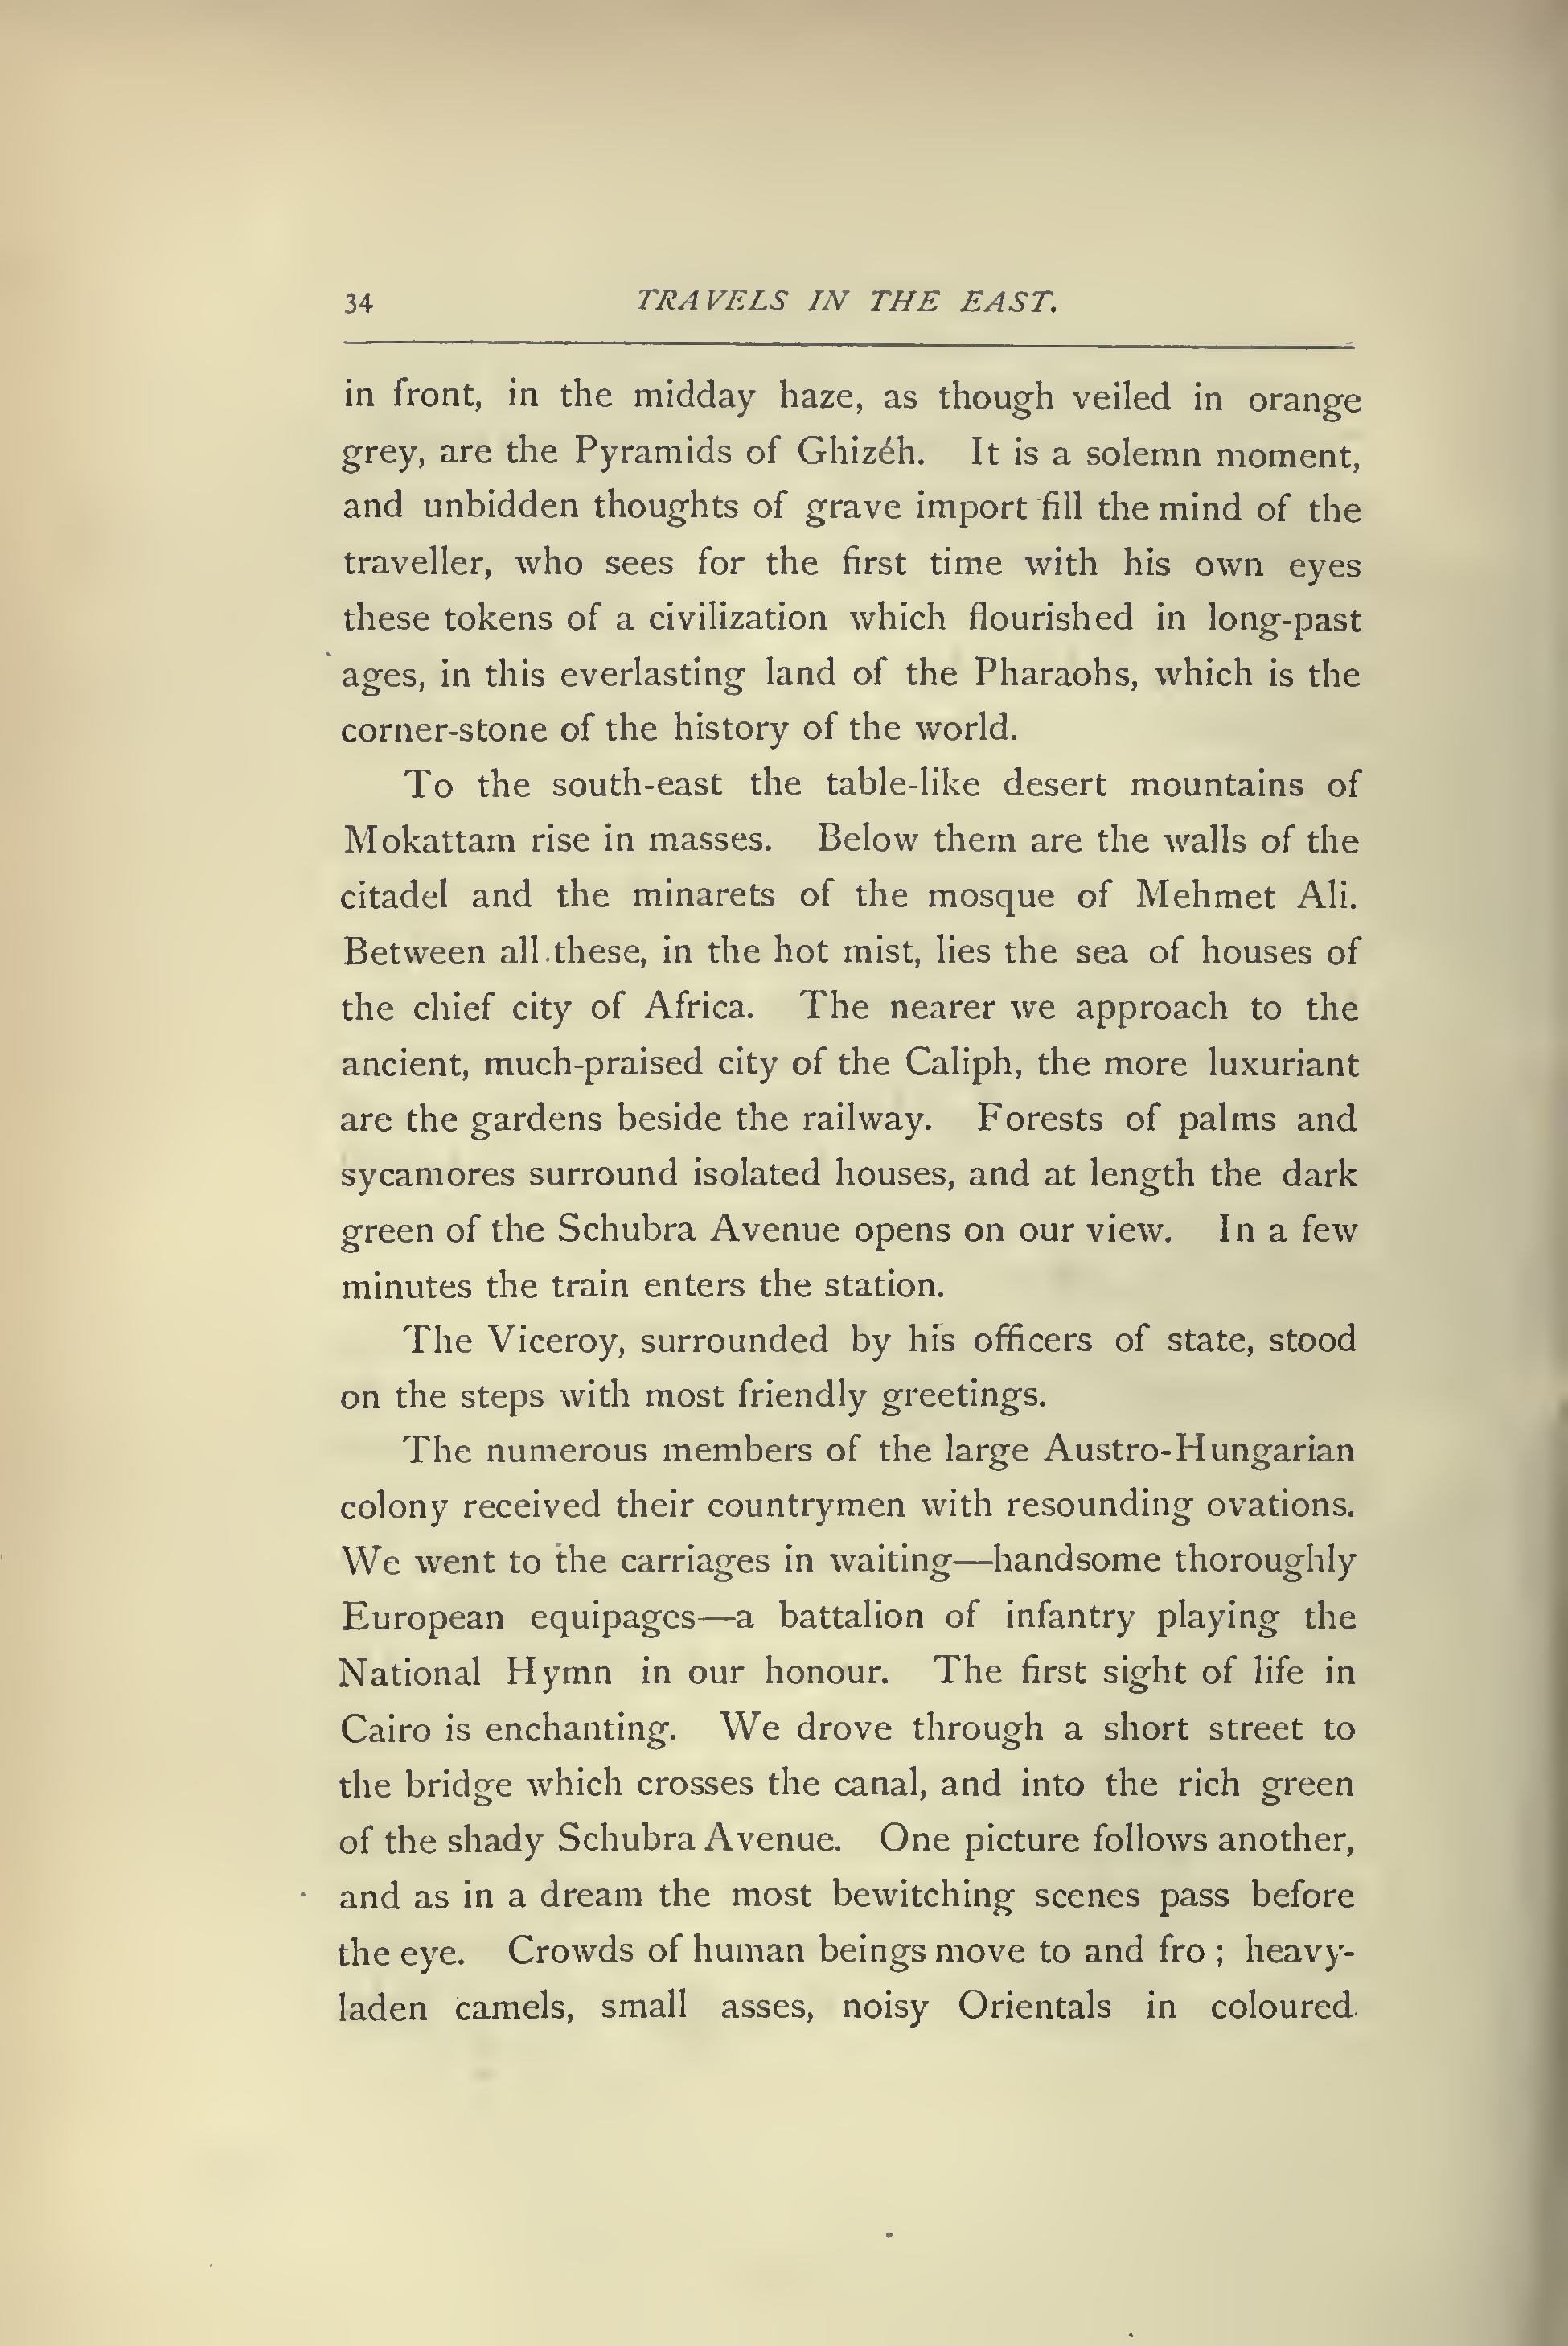 34 TRAVELS IN THE EAST.
in front, in the midday haze, as though veiled in orange
grey, are the Pyramids of Ghizéh. It is a solemn moment,
and unbidden thoughts of grave import fill the mind of the
traveller, who sees for the first time with his own eyes
these tokens of a civilization which flourished in long-past
ages, in this everlasting land of the Pharaohs, which is the
corner-stone of the history of the world.
To the south-east the table-like desert mountains of
Mokattam rise in masses. Below them are the walls of the
citadel and the minarets of the mosque of Mehmet Ali.
Between all these, in the hot mist, lies the sea of houses of
the chief city of Africa. The nearer we approach to the
ancient, much-praised city of the Caliph, the more luxuriant
are the gardens beside the railway. Forests of palms and
sycamores surround isolated houses, and at length the dark
green of the Schubra Avenue opens on our view. In a few
minutes the train enters the station.
The Viceroy, surrounded by his officers of state, stood
on the steps with most friendly greetings.
The numerous members of the large Austro-Hungarian
colony received their countrymen with resounding ovations.
We went to the carriages in waiting—handsome thoroughly
European equipages—a battalion of infantry playing the
National Hymn in our honour. The first sight of life in
Cairo is enchanting. We drove through a short street to
the bridge which crosses the canal, and into the rich green
of the shady Schubra Avenue. One picture follows another,
and as in a dream the most bewitching scenes pass before
the eye. Crowds of human beings move to and fro ; heavy-
laden camels, small asses, noisy Orientals in coloured